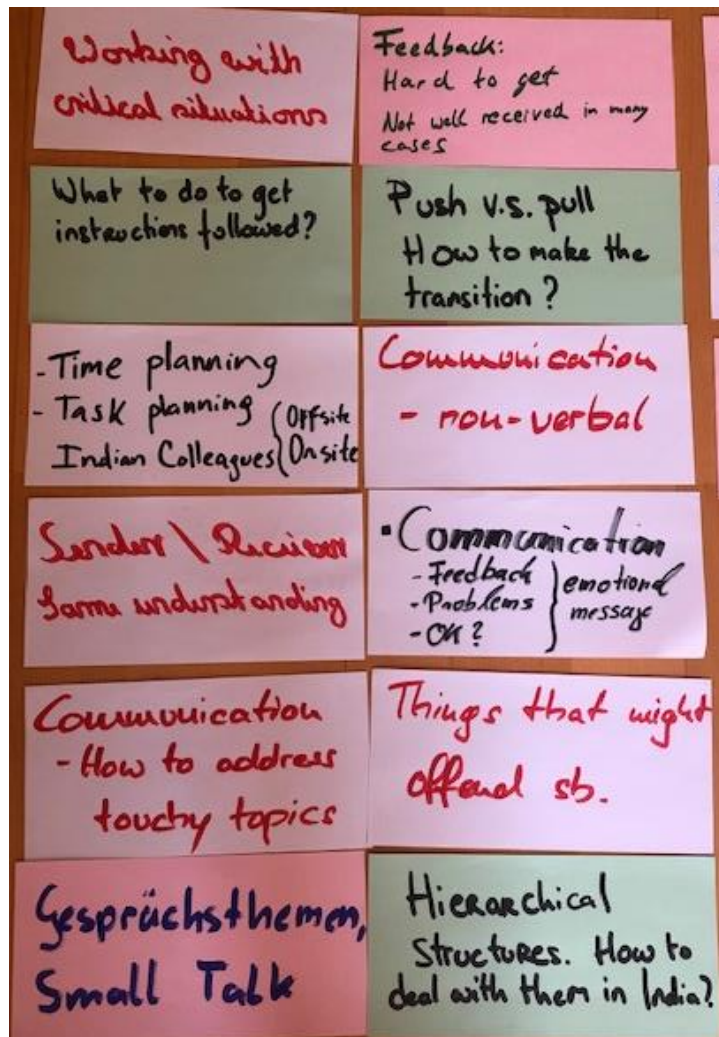 Working with
critical situations
Feedback:
Hard to get
Not well received in many
cases
What to do to get
instructions followed?
Push v.s. pull
How to make the
transition?
- Time planning
- Task planning
Indian Colleagues
Offsite
Onsite
Communication
- non-verbal
Sender \ Reciever
Same understanding
• Communication
- Feedback
- Problems
- OK?
emotional
message
Communication
- How to address
touchy topics
Things that might
offend sb.
Gesprächsthemen,
Small Talk
Hierarchical
Structures. How to
deal with them in India?